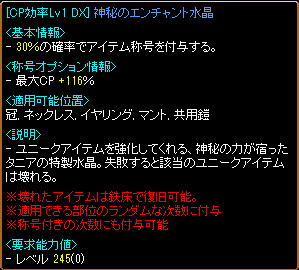 [CP効率Lv1 DX] 神秘のエンチャント水晶
<基本情報>
- 30%の確率でアイテム称号を付与する。
<称号オプション情報>
- 最大CP +116%
<適用可能位置>
冠, ネックレス, イヤリング, マント, 共用鎧
<説明>
- ユニークアイテムを強化してくれる、神秘の力が宿った
タニアの特製水晶。失敗すると該当のユニークアイテム
は壊れる。
※壊れたアイテムは鉄床で復旧可能。
※適用できる部位のランダムな次数に付与
※称号付きの次数にも付与可能
<要求能力値>
- レベル 245(0)